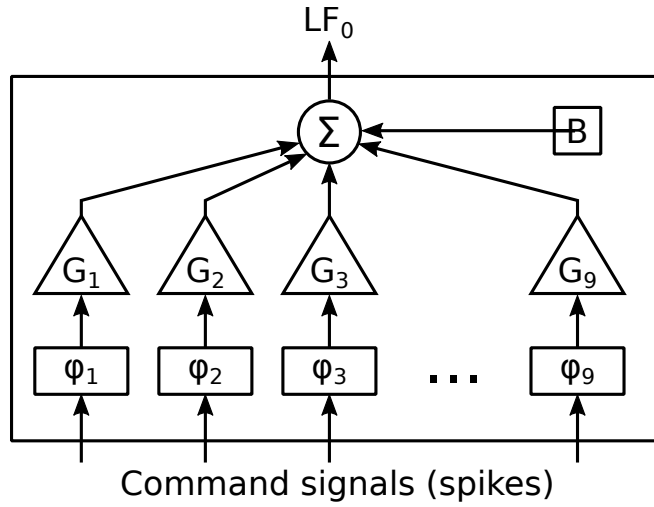 LF₀
Σ
B
G₁ G₂ G₃ G₉
φ₁ φ₂ φ₃ ... φ₉
Command signals (spikes)